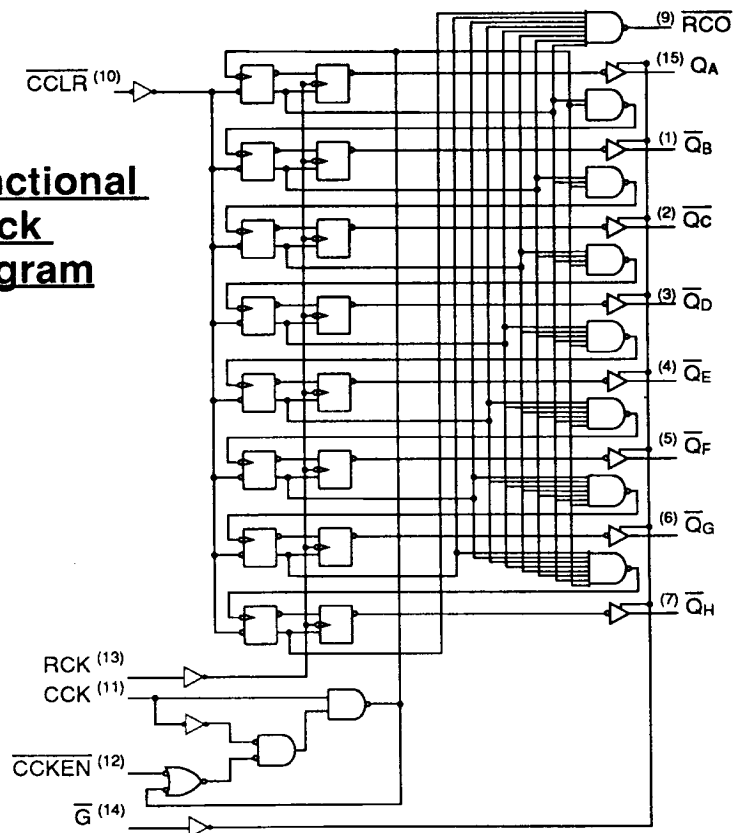 (9) RCO
(15) QA
CCLR (10)
(1) QB
nctional
ck
gram
(2) QC
(3) QD
(4) QE
(5) QF
(6) QG
(7) QH
RCK (13)
CCK (11)
CCKEN (12)
G (14)